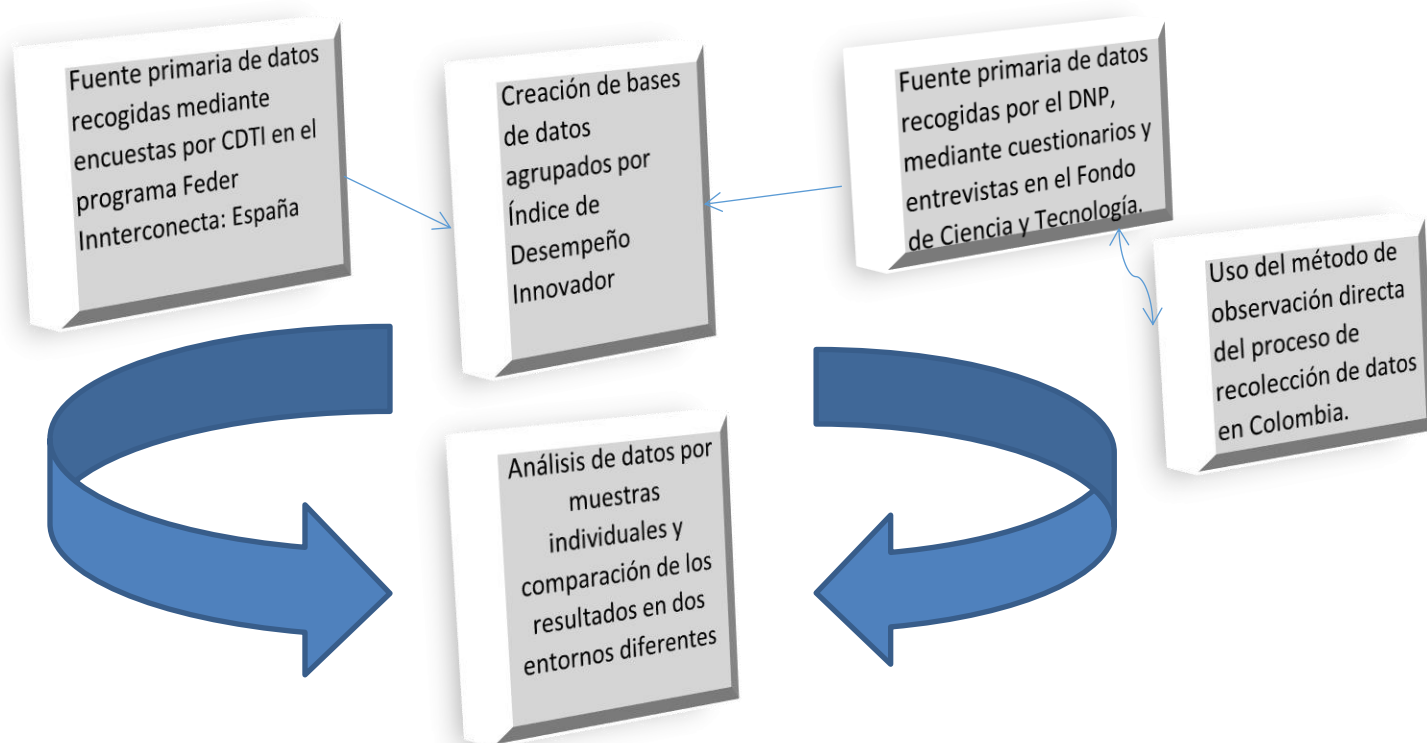 Fuente primaria de datos
recogidas mediante
encuestas por CDTI en el
programa Feder
Innterconecta: España
Creación de bases
de datos
agrupados por
Índice de
Desempeño
Innovador
Fuente primaria de datos
recogidas por el DNP,
mediante cuestionarios y
entrevistas en el Fondo
de Ciencia y Tecnología.
Uso del método de
observación directa
del proceso de
recolección de datos
en Colombia.
Análisis de datos por
muestras
individuales y
comparación de los
resultados en dos
entornos diferentes